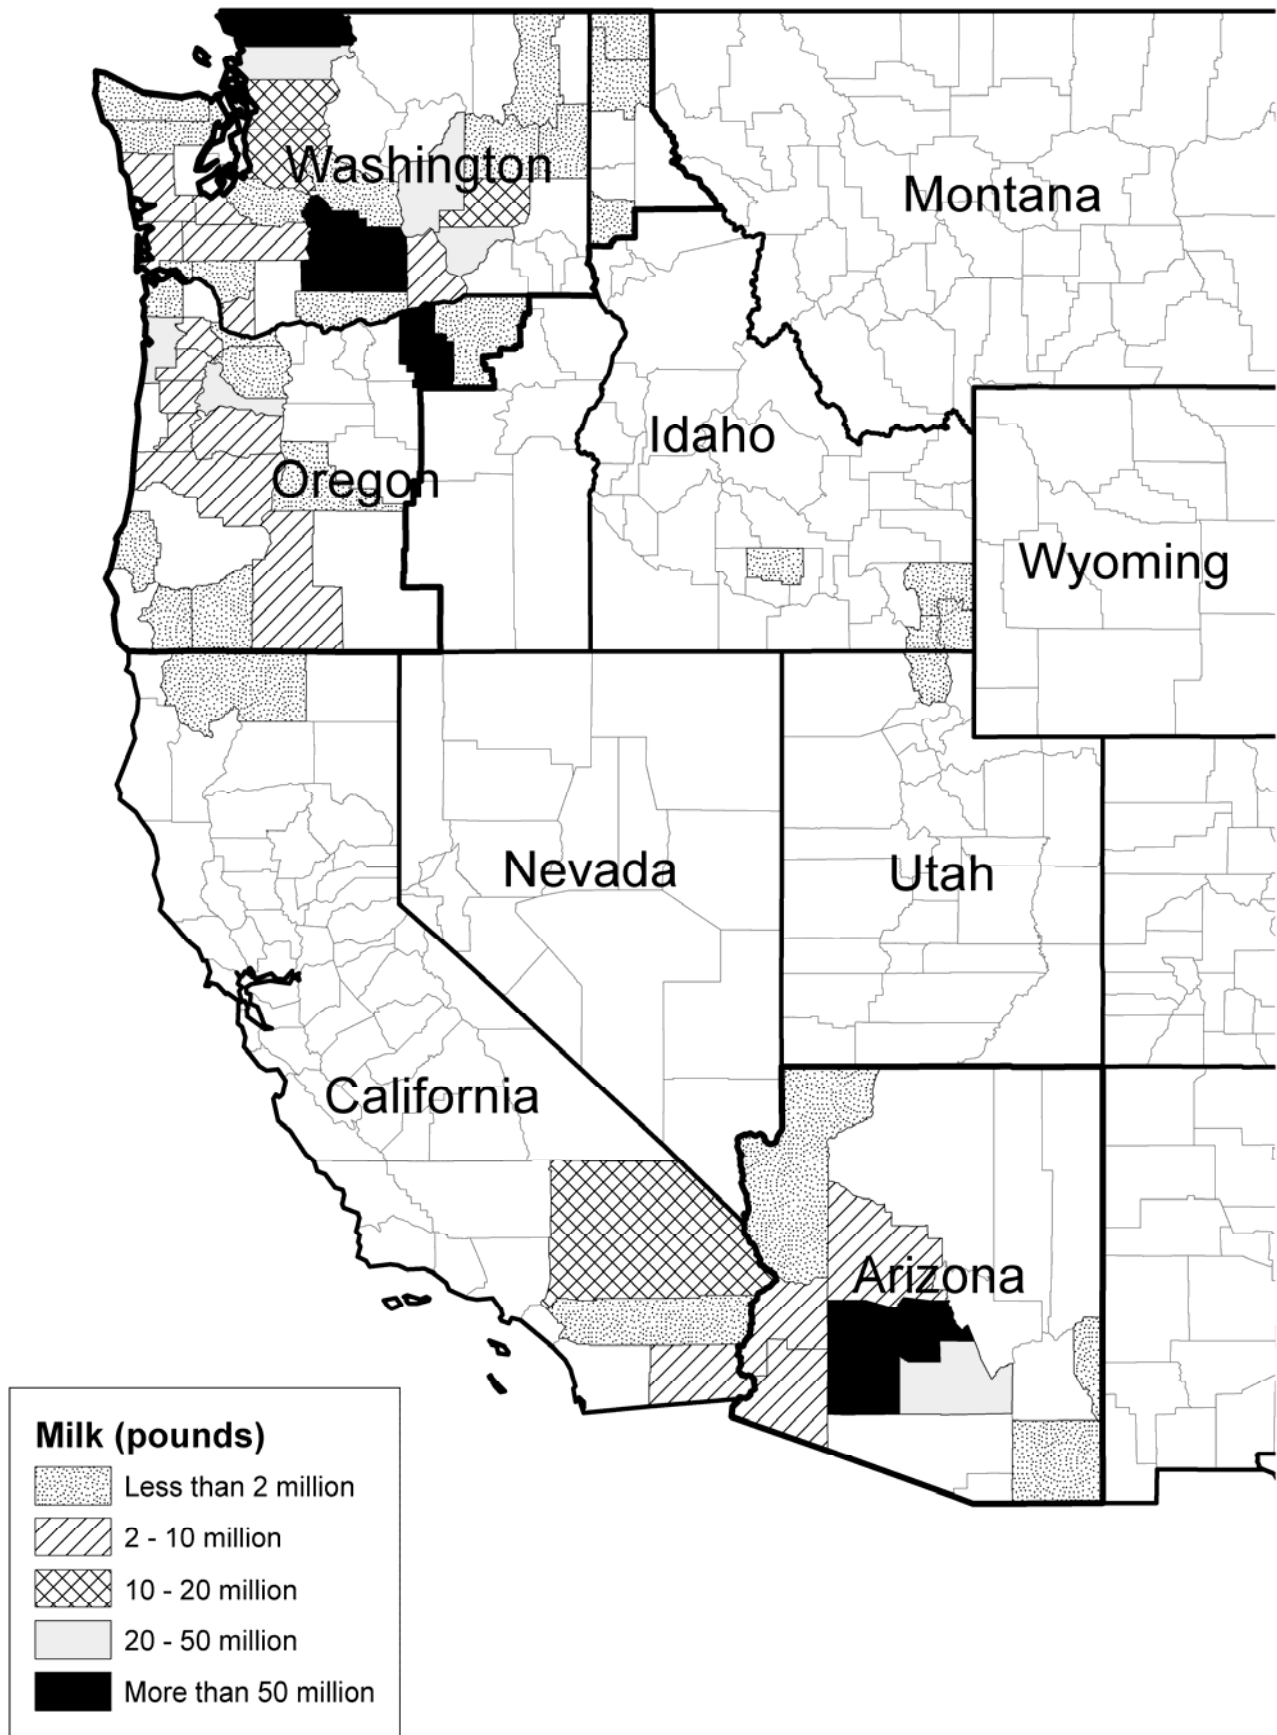 Washington
Montana
Idaho
Oregon
Wyoming
Nevada
Utah
California
Arizona
Milk (pounds)
Less than 2 million
2 - 10 million
10 - 20 million
20 - 50 million
More than 50 million